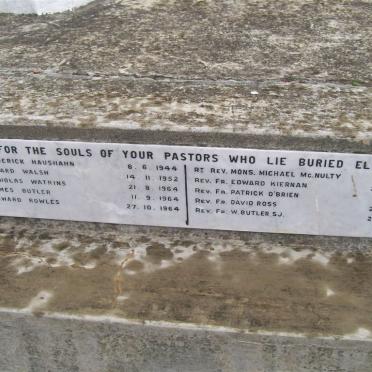 FOR THE SOULS OF YOUR PASTORS WHO LIE BURIED EL
ERICK HAUSHAHN 8.6.1944
ARD WALSH 14.11.1952
HOLAS WATKINS 21.8.1964
MES BUTLER 11.9.1964
WARD ROWLES 27.10.1964
RT REV. MONS. MICHAEL MC.NULTY
REV. FR. EDWARD KIERNAN
REV. FR. PATRICK O'BRIEN
REV. FR. DAVID ROSS
REV. FR. W. BUTLER S.J.